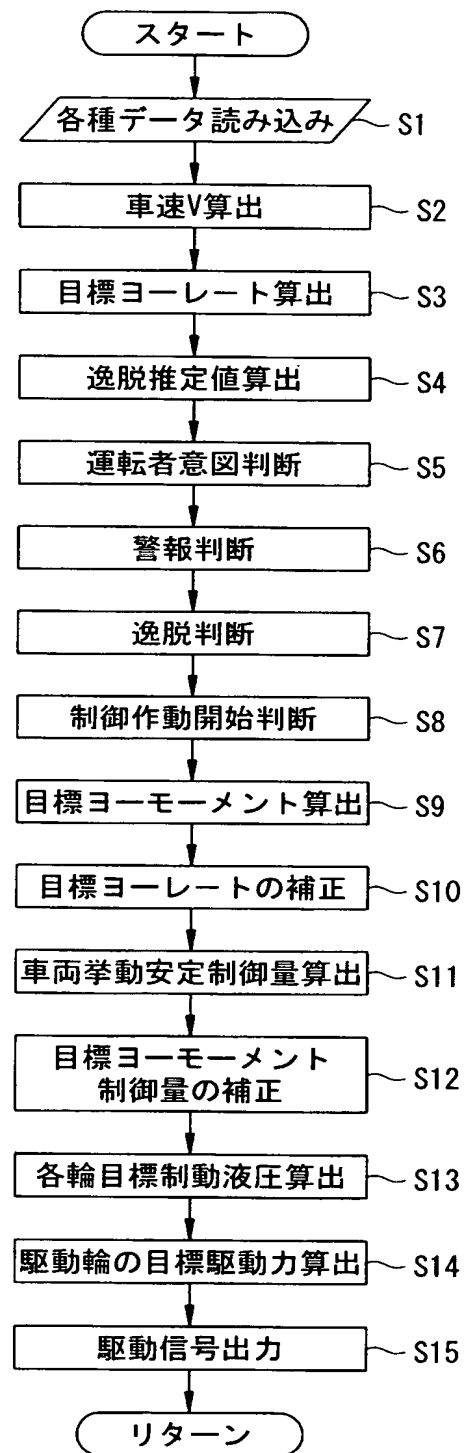 スタート
各種データ読み込み
S1
車速V算出
S2
目標ヨーレート算出
S3
逸脱推定値算出
S4
運転者意図判断
S5
警報判断
S6
逸脱判断
S7
制御作動開始判断
S8
目標ヨーモーメント算出
S9
目標ヨーレートの補正
S10
車両挙動安定制御量算出
S11
目標ヨーモーメント
制御量の補正
S12
各輪目標制動液圧算出
S13
駆動輪の目標駆動力算出
S14
駆動信号出力
S15
リターン